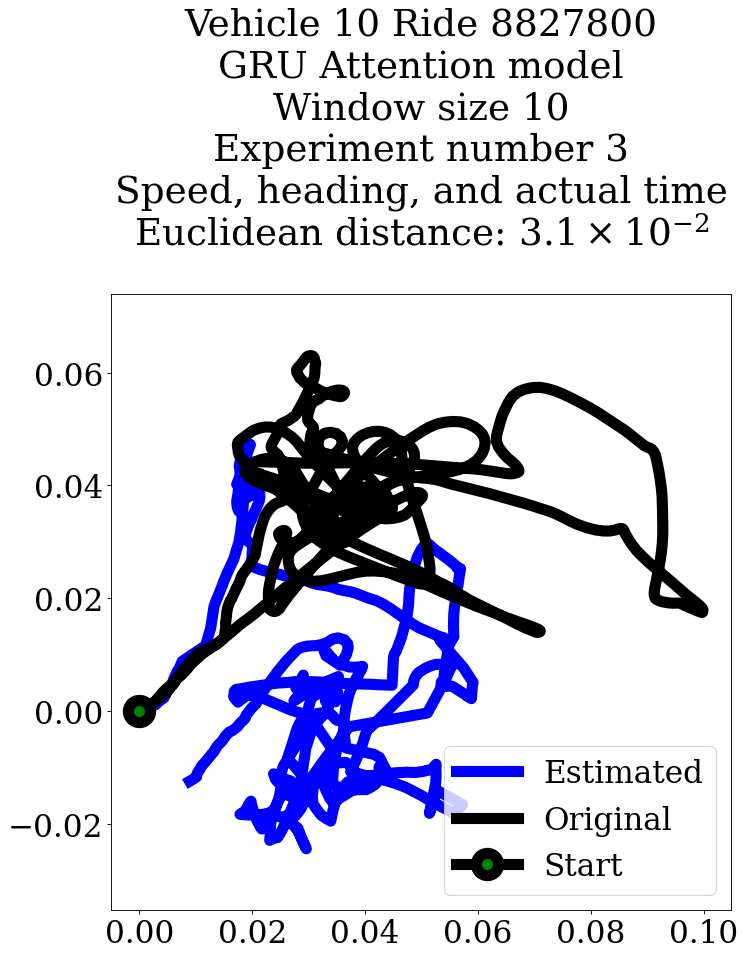 Vehicle 10 Ride 8827800
GRU Attention model
Window size 10
Experiment number 3
Speed, heading, and actual time
Euclidean distance: 3.1 × 10⁻²
0.06
0.04
0.02
0.00
−0.02
Estimated
Original
Start
0.00 0.02 0.04 0.06 0.08 0.10